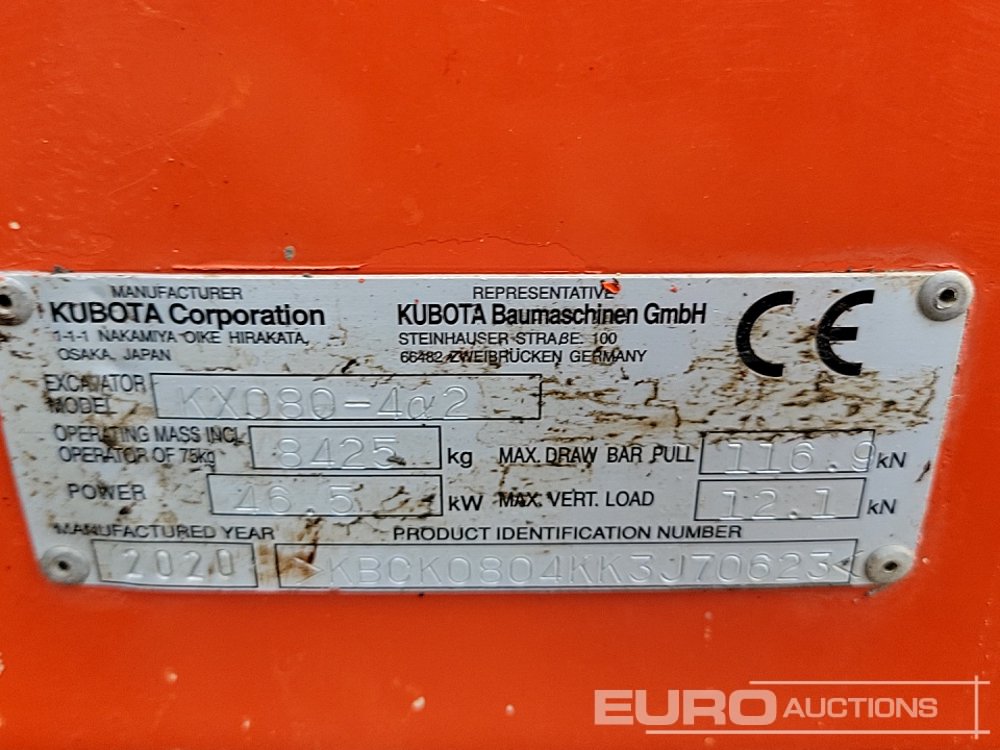 MANUFACTURER
KUBOTA Corporation
1-1-1 NAKAMIYA OIKE HIRAKATA,
OSAKA, JAPAN
REPRESENTATIVE
KUBOTA Baumaschinen GmbH
STEINHAUSER STRAßE. 100
66482 ZWEIBRÜCKEN GERMANY
CE
EXCAVATOR MODEL KX080-4α2
OPERATING MASS INCL. OPERATOR OF 75kg 8425 kg
MAX. DRAW BAR PULL 116.9 kN
POWER 46.5 kW
MAX. VERT. LOAD 12.1 kN
MANUFACTURED YEAR
2020
PRODUCT IDENTIFICATION NUMBER
>KBCK0804KK3J70623<
EURO AUCTIONS